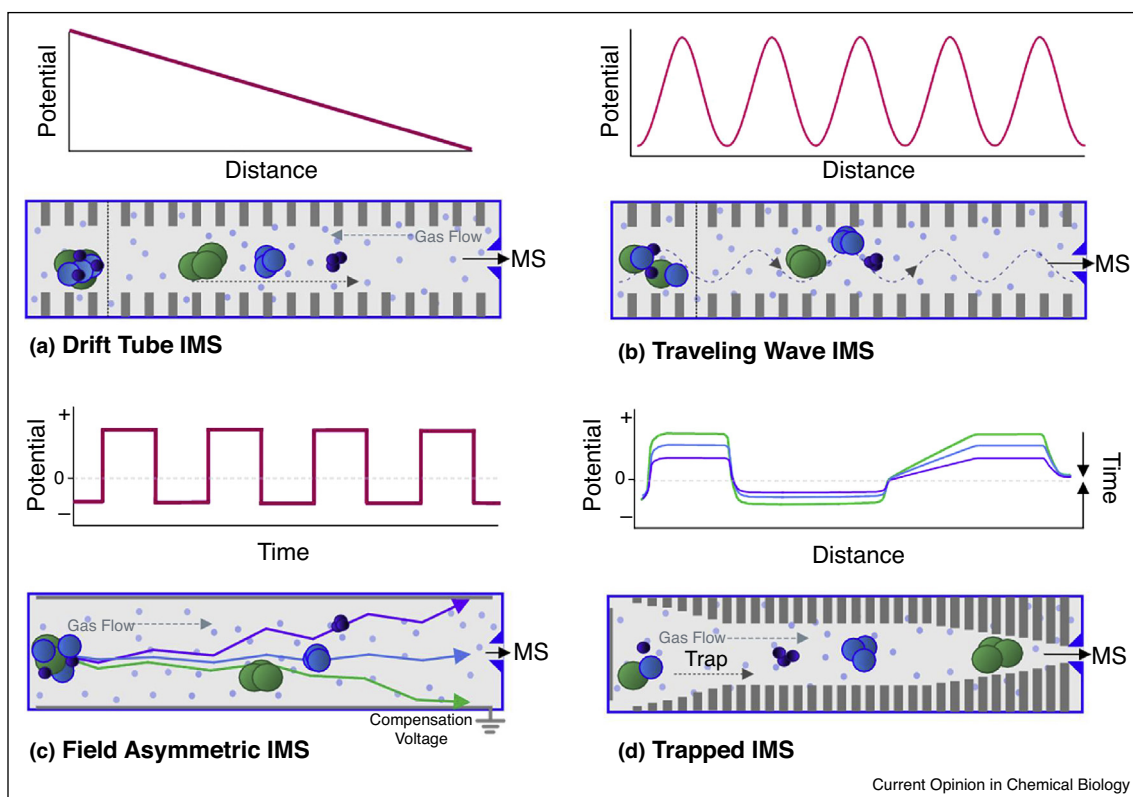 Potential
Distance
Gas Flow
MS
(a) Drift Tube IMS
Potential
Distance
MS
(b) Traveling Wave IMS
+
0
−
Potential
Time
Gas Flow
MS
Compensation
Voltage
(c) Field Asymmetric IMS
+
0
−
Potential
Time
Distance
Gas Flow
Trap
MS
(d) Trapped IMS
Current Opinion in Chemical Biology